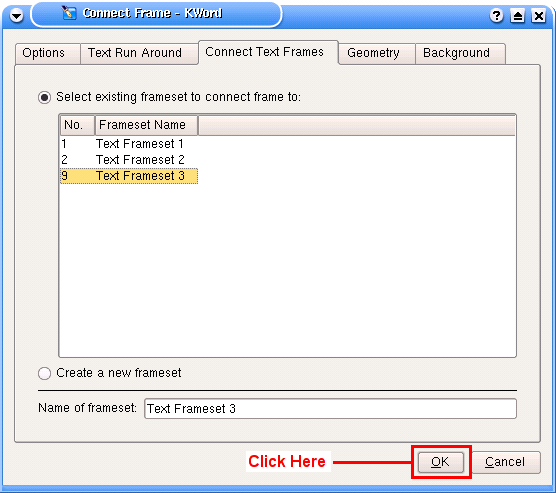 Connect Frame - KWord
Options Text Run Around Connect Text Frames Geometry Background
Select existing frameset to connect frame to:
No. Frameset Name
1 Text Frameset 1
2 Text Frameset 2
9 Text Frameset 3
Create a new frameset
Name of frameset: Text Frameset 3
Click Here OK Cancel